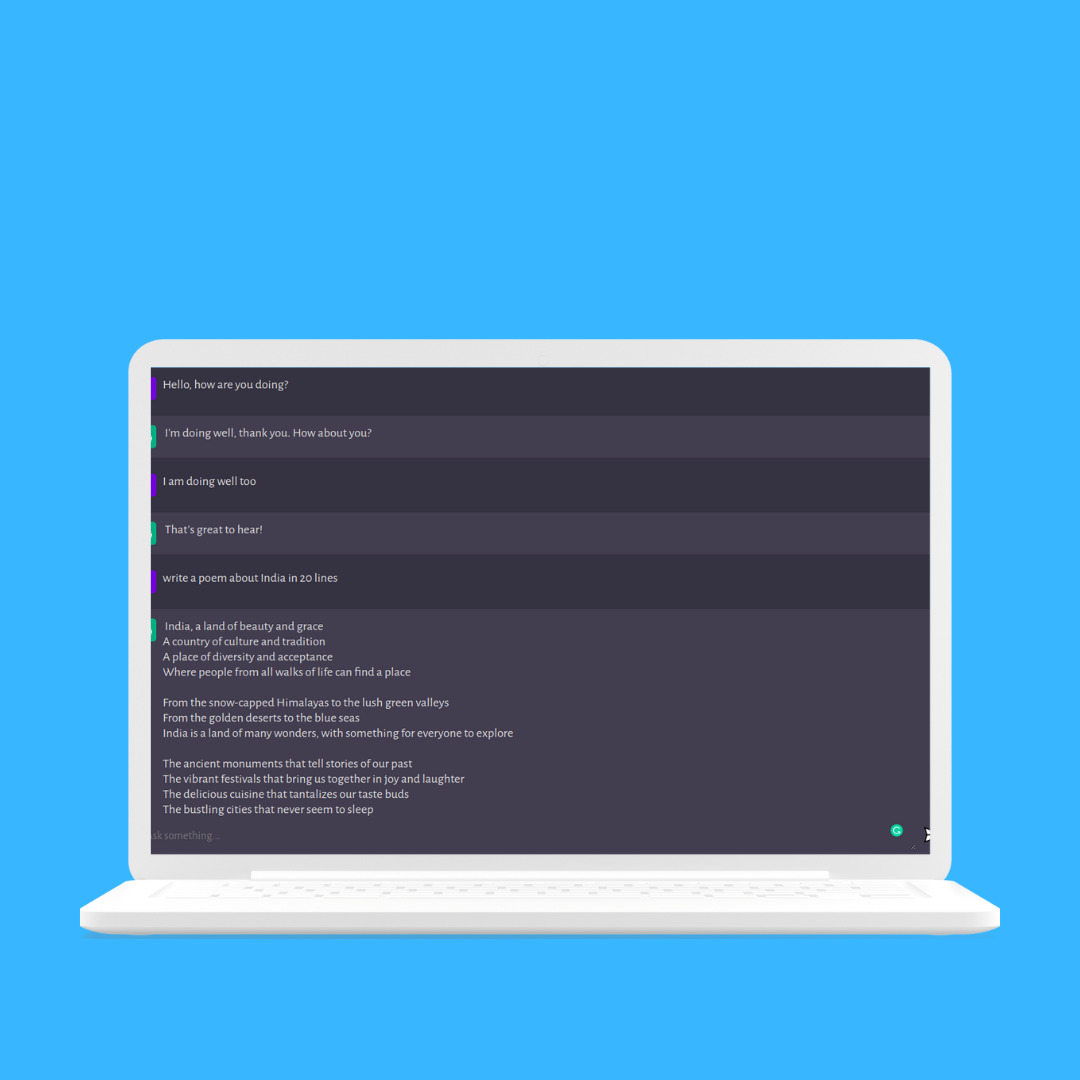 Hello, how are you doing?
I'm doing well, thank you. How about you?
I am doing well too
That's great to hear!
write a poem about India in 20 lines
India, a land of beauty and grace
A country of culture and tradition
A place of diversity and acceptance
Where people from all walks of life can find a place
From the snow-capped Himalayas to the lush green valleys
From the golden deserts to the blue seas
India is a land of many wonders, with something for everyone to explore
The ancient monuments that tell stories of our past
The vibrant festivals that bring us together in joy and laughter
The delicious cuisine that tantalizes our taste buds
The bustling cities that never seem to sleep
sk something...